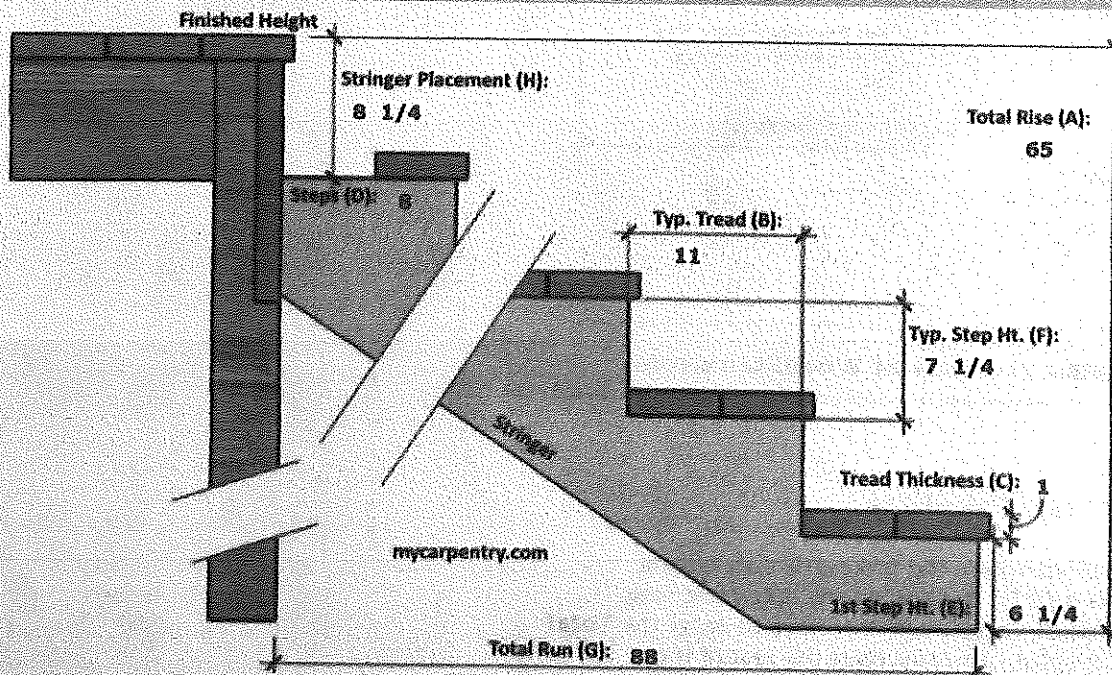 Finished Height
Stringer Placement (H):
8 1/4
Total Rise (A):
65
Steps (D): 8
Typ. Tread (B):
11
Typ. Step Ht. (F):
7 1/4
Stringer
Tread Thickness (C): 1
mycarpentry.com
1st Step Ht. (E): 6 1/4
Total Run (G): 88